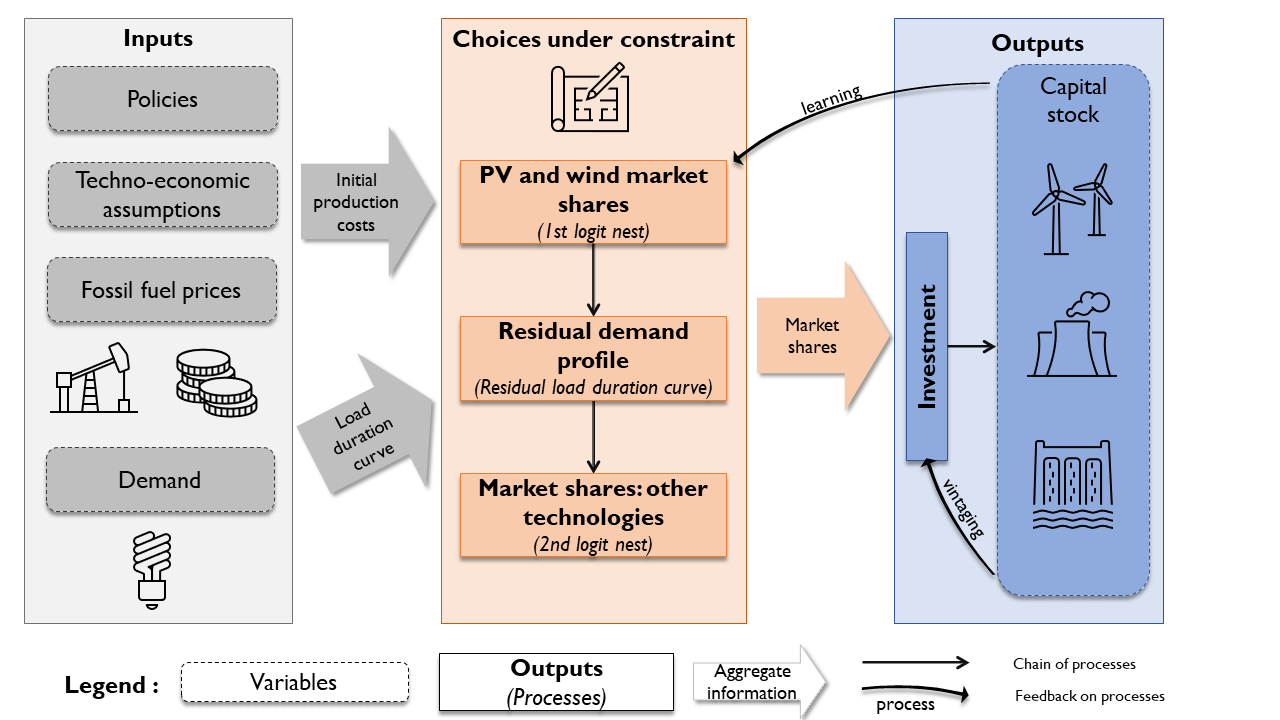 Inputs
Policies
Techno-economic
assumptions
Fossil fuel prices
Demand
Initial
production
costs
Load
duration
curve
Choices under constraint
PV and wind market
shares
(1st logit nest)
Residual demand
profile
(Residual load duration curve)
Market shares: other
technologies
(2nd logit nest)
Market
shares
learning
Outputs
Capital
stock
Investment
vintaging
Legend :
Variables
Outputs
(Processes)
Aggregate
information
process
Chain of processes
Feedback on processes